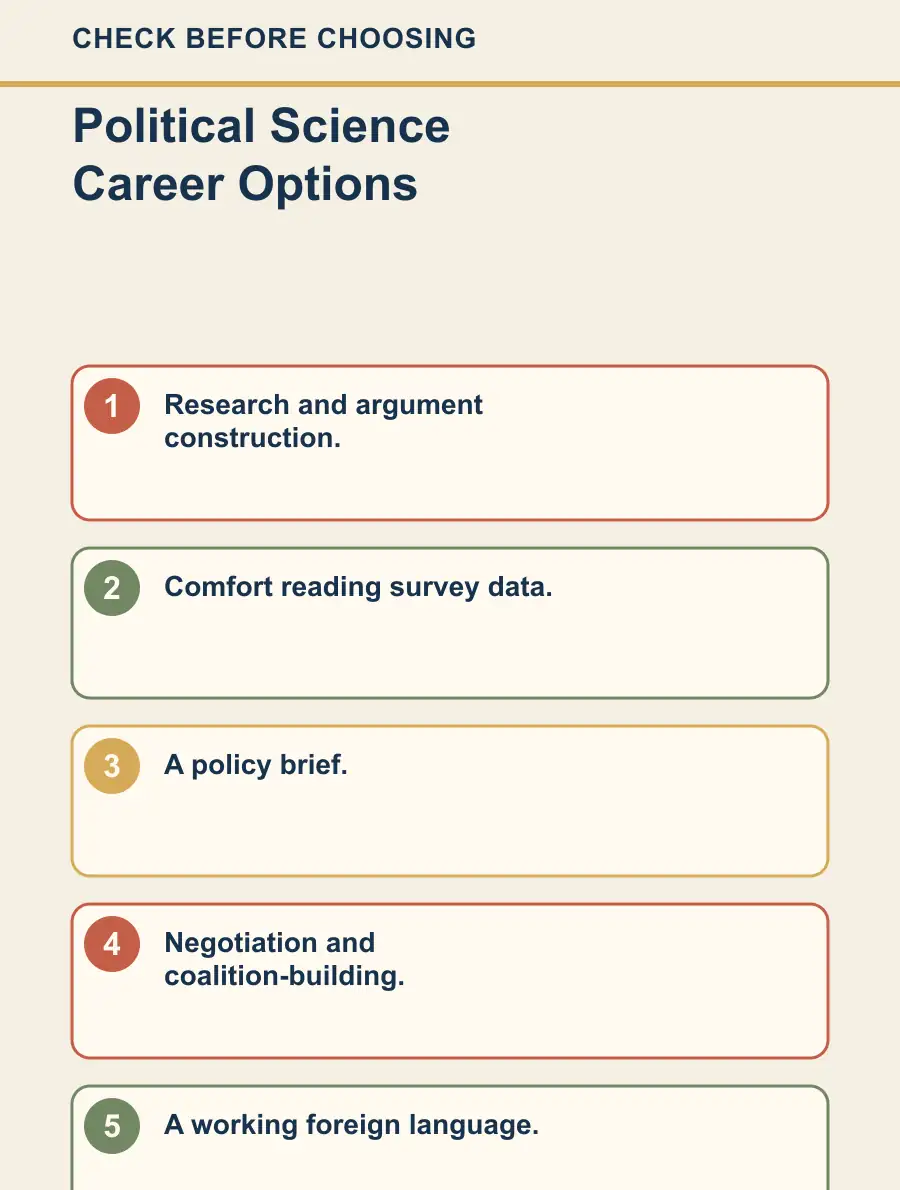 CHECK BEFORE CHOOSING
Political Science
Career Options
1
Research and argument
construction.
2
Comfort reading survey data.
3
A policy brief.
4
Negotiation and
coalition-building.
5
A working foreign language.